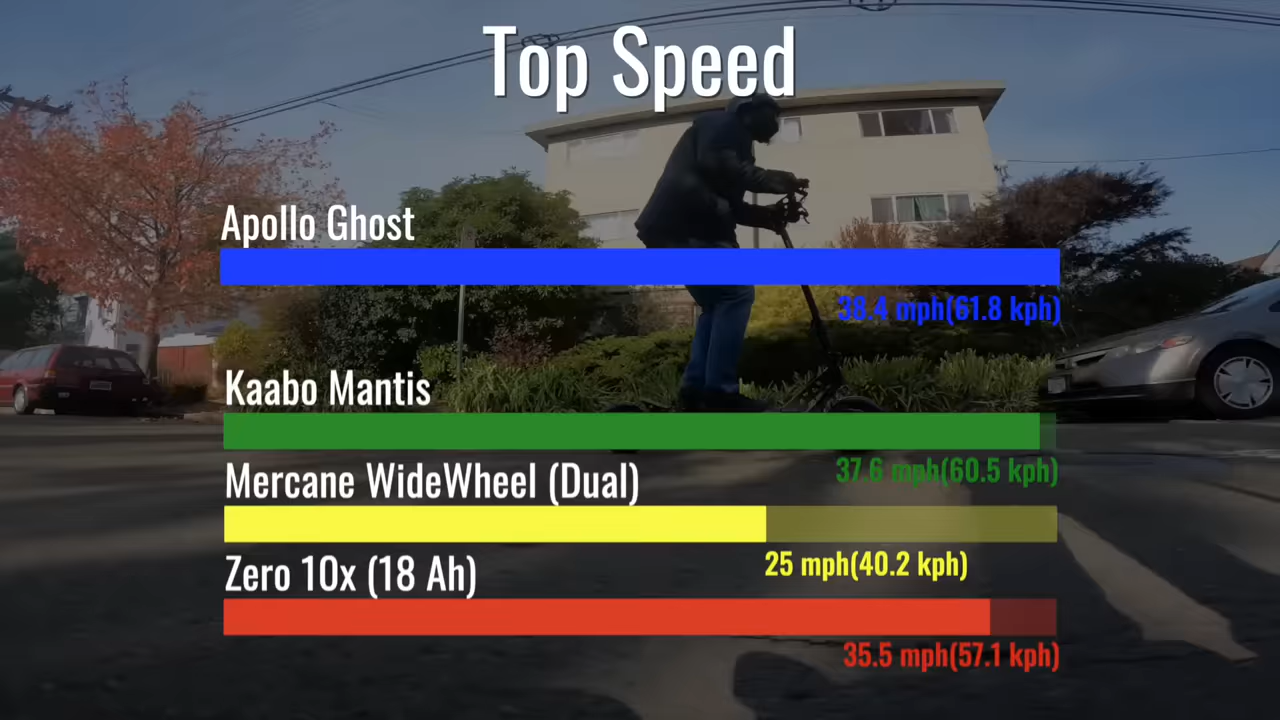 Top Speed
Apollo Ghost
38.4 mph(61.8 kph)
Kaabo Mantis
37.6 mph(60.5 kph)
Mercane WideWheel (Dual)
25 mph(40.2 kph)
Zero 10x (18 Ah)
35.5 mph(57.1 kph)